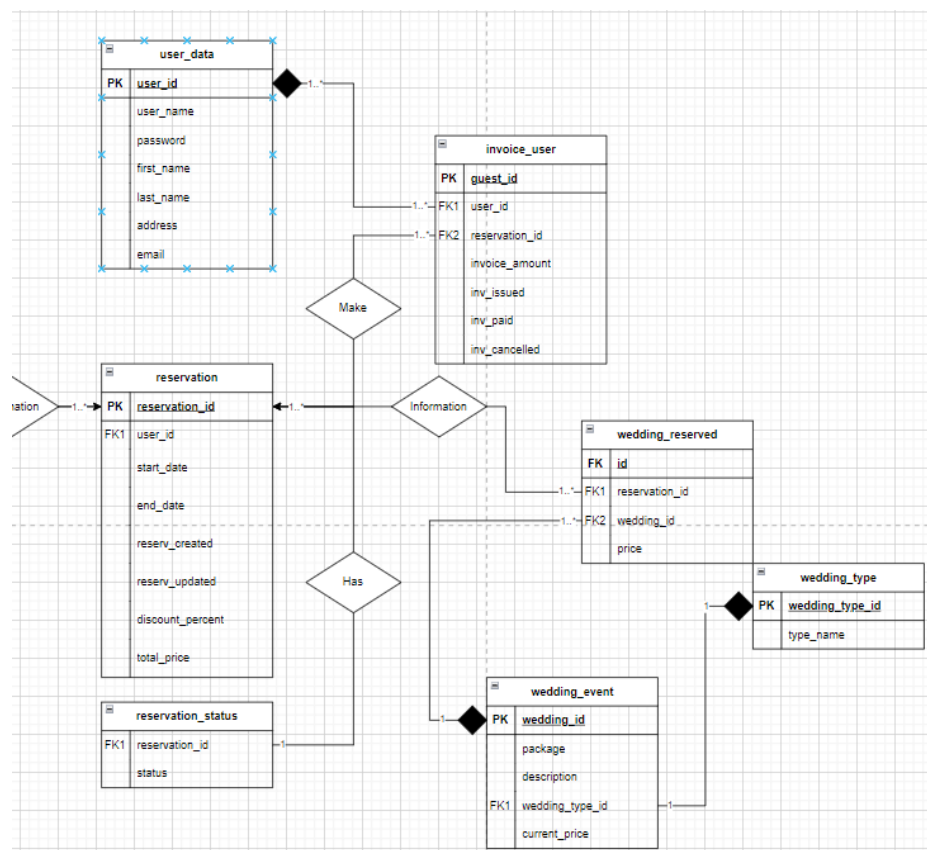 user_data
PK user_id
user_name
password
first_name
last_name
address
email
1..*
invoice_user
PK guest_id
1..* FK1 user_id
1..* FK2 reservation_id
invoice_amount
inv_issued
inv_paid
inv_cancelled
Make
reservation
1..* PK reservation_id
FK1 user_id
start_date
end_date
reserv_created
reserv_updated
discount_percent
total_price
1..*
Information
wedding_reserved
FK id
1..* FK1 reservation_id
1..* FK2 wedding_id
price
Has
wedding_type
1 PK wedding_type_id
type_name
reservation_status
FK1 reservation_id 1
status
wedding_event
1 PK wedding_id
package
description
FK1 wedding_type_id 1
current_price